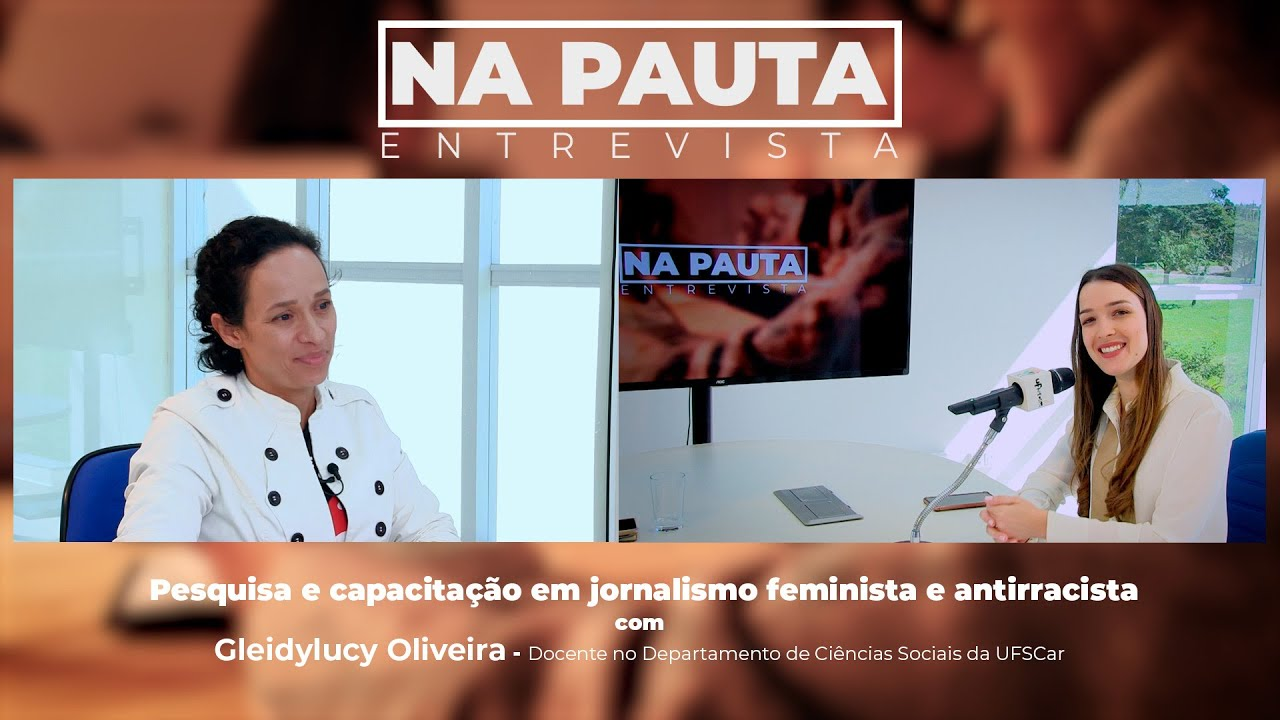 NA PAUTA
ENTREVISTA
NA PAUTA
ENTREVISTA
Pesquisa e capacitação em jornalismo feminista e antirracista
com
Gleidylucy Oliveira - Docente no Departamento de Ciências Sociais da UFSCar